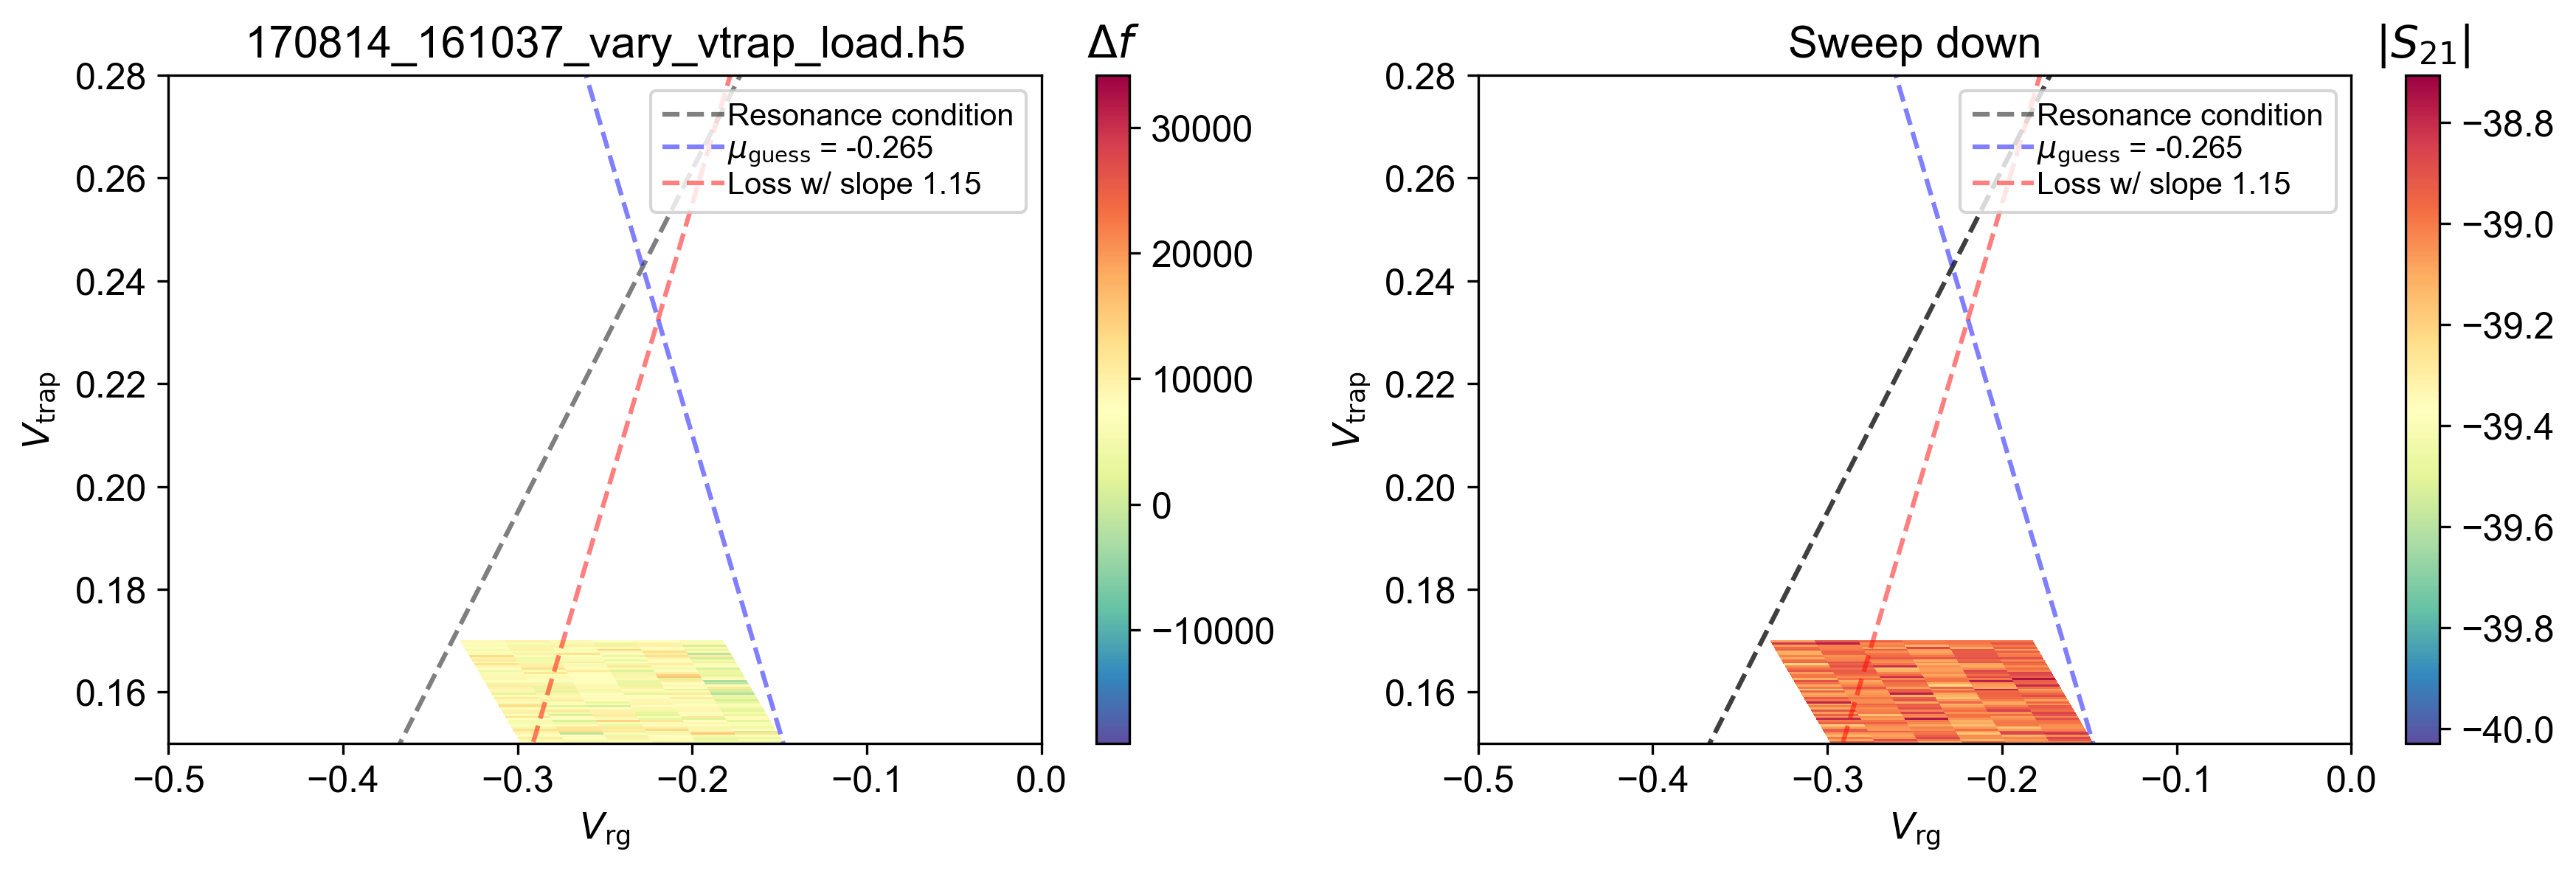 170814_161037_vary_vtrap_load.h5
Δf
0.28
0.26
0.24
0.22
0.20
0.18
0.16
Vtrap
−0.5
−0.4
−0.3
−0.2
−0.1
0.0
Vrg
Resonance condition
μguess = -0.265
Loss w/ slope 1.15
30000
20000
10000
0
−10000
Sweep down
|S21|
0.28
0.26
0.24
0.22
0.20
0.18
0.16
Vtrap
−0.5
−0.4
−0.3
−0.2
−0.1
0.0
Vrg
Resonance condition
μguess = -0.265
Loss w/ slope 1.15
−38.8
−39.0
−39.2
−39.4
−39.6
−39.8
−40.0